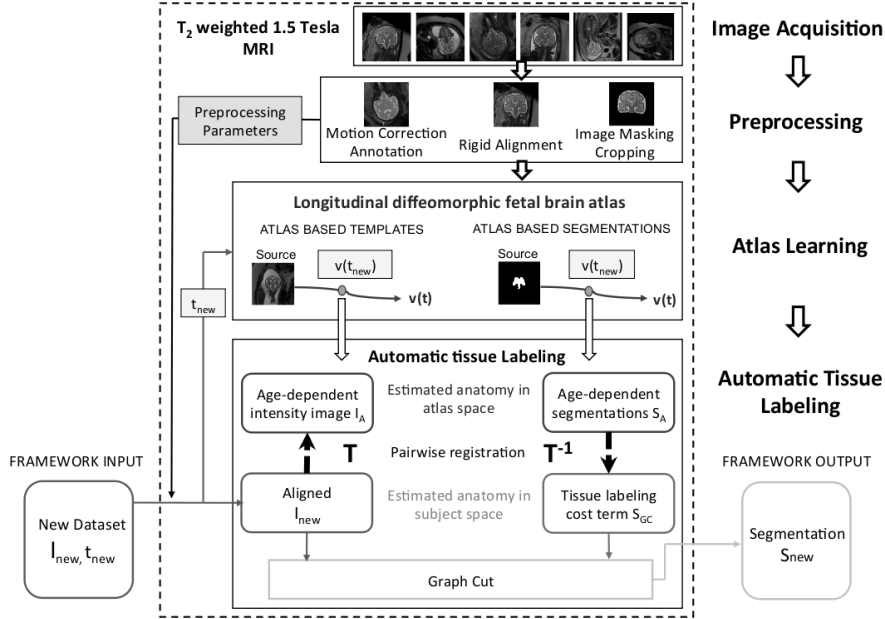 T2 weighted 1.5 Tesla
MRI
Image Acquisition
Preprocessing
Parameters
Motion Correction
Annotation
Rigid Alignment
Image Masking
Cropping
Preprocessing
Longitudinal diffeomorphic fetal brain atlas
ATLAS BASED TEMPLATES
ATLAS BASED SEGMENTATIONS
Source
v(tnew)
v(t)
Source
v(tnew)
v(t)
Atlas Learning
tnew
Automatic tissue Labeling
Age-dependent
intensity image IA
Estimated anatomy in
atlas space
Age-dependent
segmentations SA
Automatic Tissue
Labeling
T
Pairwise registration
T-1
FRAMEWORK INPUT
New Dataset
Inew, tnew
Aligned
Inew
Estimated anatomy in
subject space
Tissue labeling
cost term SGC
Graph Cut
FRAMEWORK OUTPUT
Segmentation
Snew